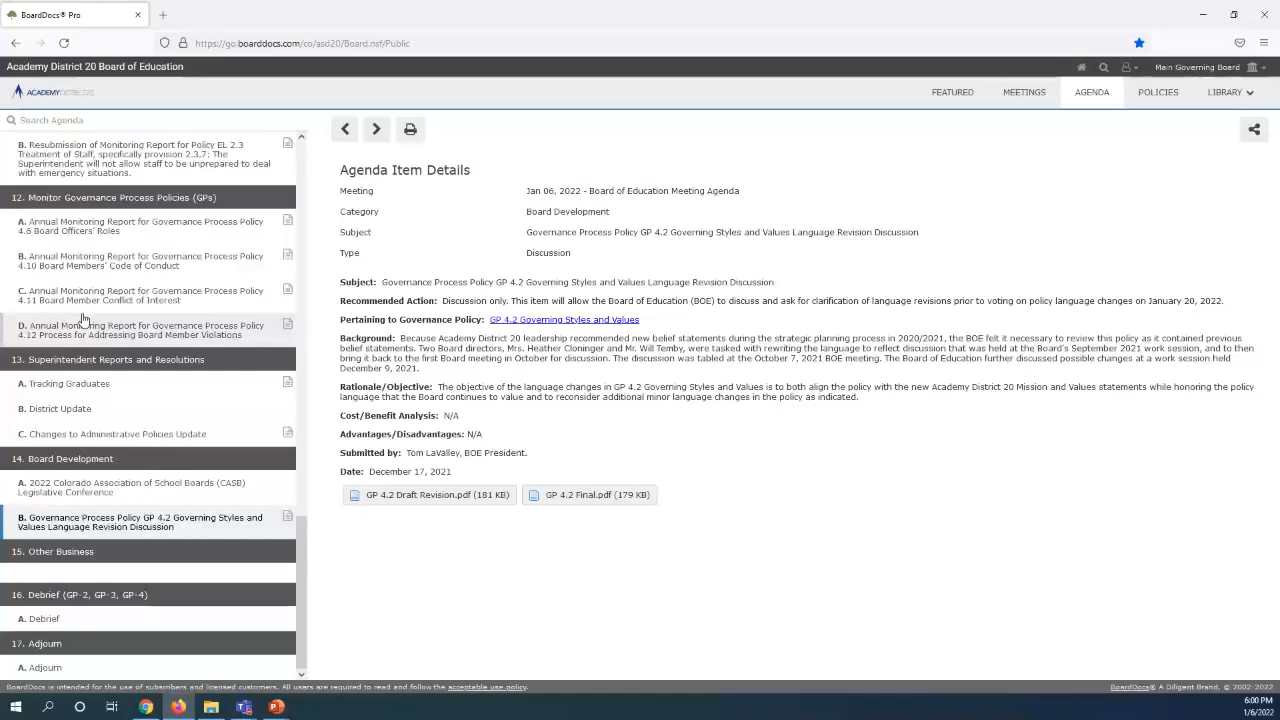 BoardDocs® Pro
https://go.boarddocs.com/co/asd20/Board.nsf/Public
Academy District 20 Board of Education
Main Governing Board
ACADEMYDISTRICT20
FEATURED
MEETINGS
AGENDA
POLICIES
LIBRARY
Search Agenda
B. Resubmission of Monitoring Report for Policy EL 2.3
Treatment of Staff, specifically provision 2.3.7: The
Superintendent will not allow staff to be unprepared to deal
with emergency situations.
12. Monitor Governance Process Policies (GPs)
A. Annual Monitoring Report for Governance Process Policy
4.6 Board Officers' Roles
B. Annual Monitoring Report for Governance Process Policy
4.10 Board Members' Code of Conduct
C. Annual Monitoring Report for Governance Process Policy
4.11 Board Member Conflict of Interest
D. Annual Monitoring Report for Governance Process Policy
4.12 Process for Addressing Board Member Violations
13. Superintendent Reports and Resolutions
A. Tracking Graduates
B. District Update
C. Changes to Administrative Policies Update
14. Board Development
A. 2022 Colorado Association of School Boards (CASB)
Legislative Conference
B. Governance Process Policy GP 4.2 Governing Styles and
Values Language Revision Discussion
15. Other Business
16. Debrief (GP-2, GP-3, GP-4)
A. Debrief
17. Adjourn
A. Adjourn
Agenda Item Details
Meeting Jan 06, 2022 - Board of Education Meeting Agenda
Category Board Development
Subject Governance Process Policy GP 4.2 Governing Styles and Values Language Revision Discussion
Type Discussion
Subject: Governance Process Policy GP 4.2 Governing Styles and Values Language Revision Discussion
Recommended Action: Discussion only. This item will allow the Board of Education (BOE) to discuss and ask for clarification of language revisions prior to voting on policy language changes on January 20, 2022.
Pertaining to Governance Policy: GP 4.2 Governing Styles and Values
Background: Because Academy District 20 leadership recommended new belief statements during the strategic planning process in 2020/2021, the BOE felt it necessary to review this policy as it contained previous
belief statements. Two Board directors, Mrs. Heather Cloninger and Mr. Will Temby, were tasked with rewriting the language to reflect discussion that was held at the Board's September 2021 work session, and to then
bring it back to the first Board meeting in October for discussion. The discussion was tabled at the October 7, 2021 BOE meeting. The Board of Education further discussed possible changes at a work session held
December 9, 2021.
Rationale/Objective: The objective of the language changes in GP 4.2 Governing Styles and Values is to both align the policy with the new Academy District 20 Mission and Values statements while honoring the policy
language that the Board continues to value and to reconsider additional minor language changes in the policy as indicated.
Cost/Benefit Analysis: N/A
Advantages/Disadvantages: N/A
Submitted by: Tom LaValley, BOE President.
Date: December 17, 2021
GP 4.2 Draft Revision.pdf (181 KB)
GP 4.2 Final.pdf (179 KB)
BoardDocs is intended for the use of subscribers and licensed customers. All users are required to read and follow the acceptable use policy.
BoardDocs® A Diligent Brand. © 2002-2022
6:00 PM
1/6/2022